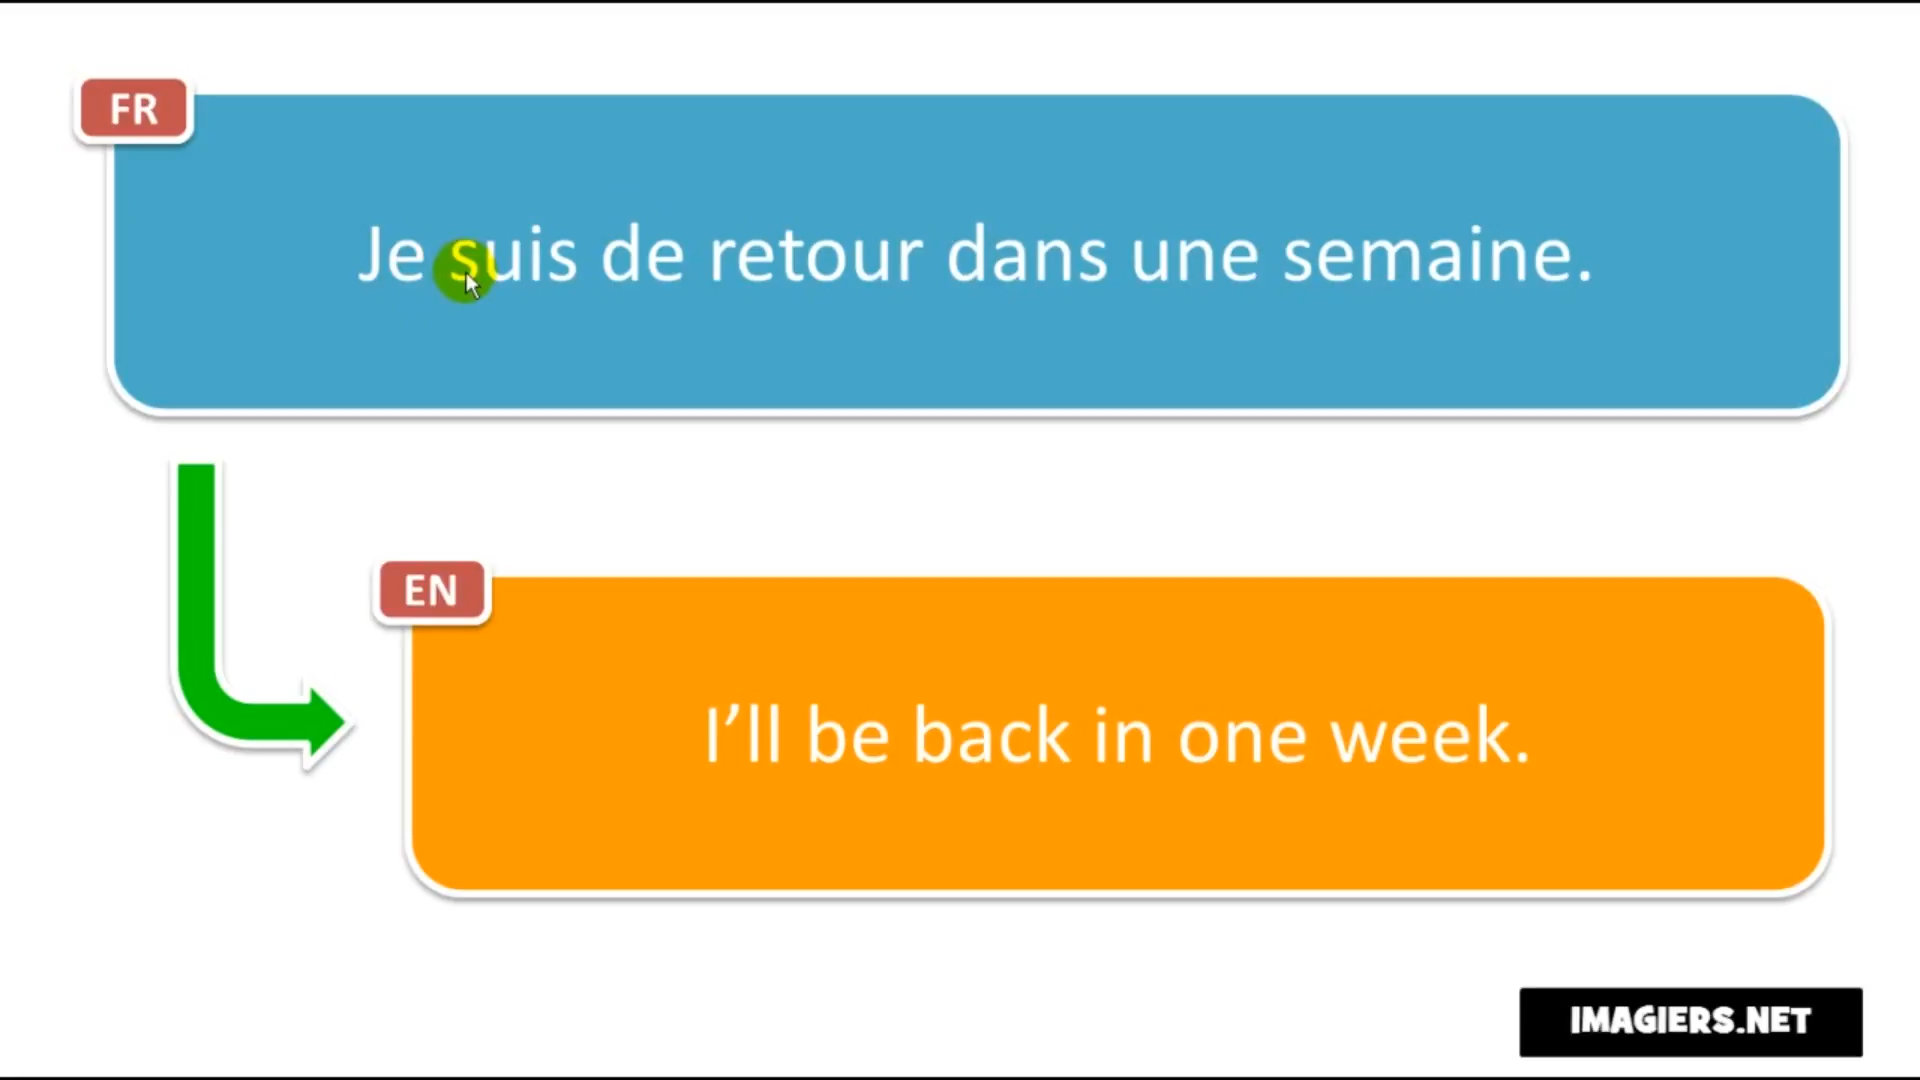 FR
Je suis de retour dans une semaine.
EN
I’ll be back in one week.
IMAGIERS.NET